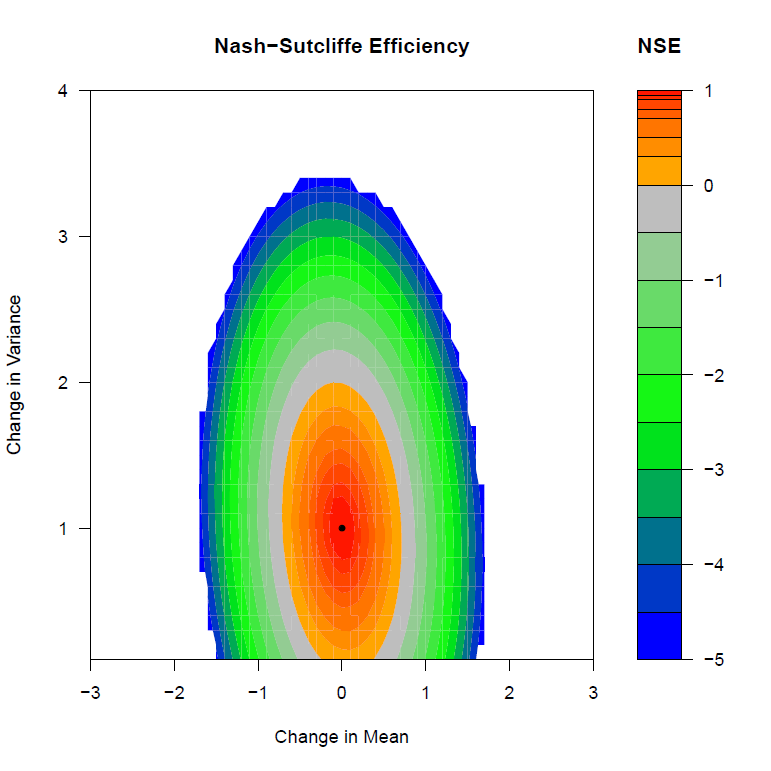 Nash−Sutcliffe Efficiency
NSE
4
3
2
1
Change in Variance
−3 −2 −1 0 1 2 3
Change in Mean
1
0
−1
−2
−3
−4
−5